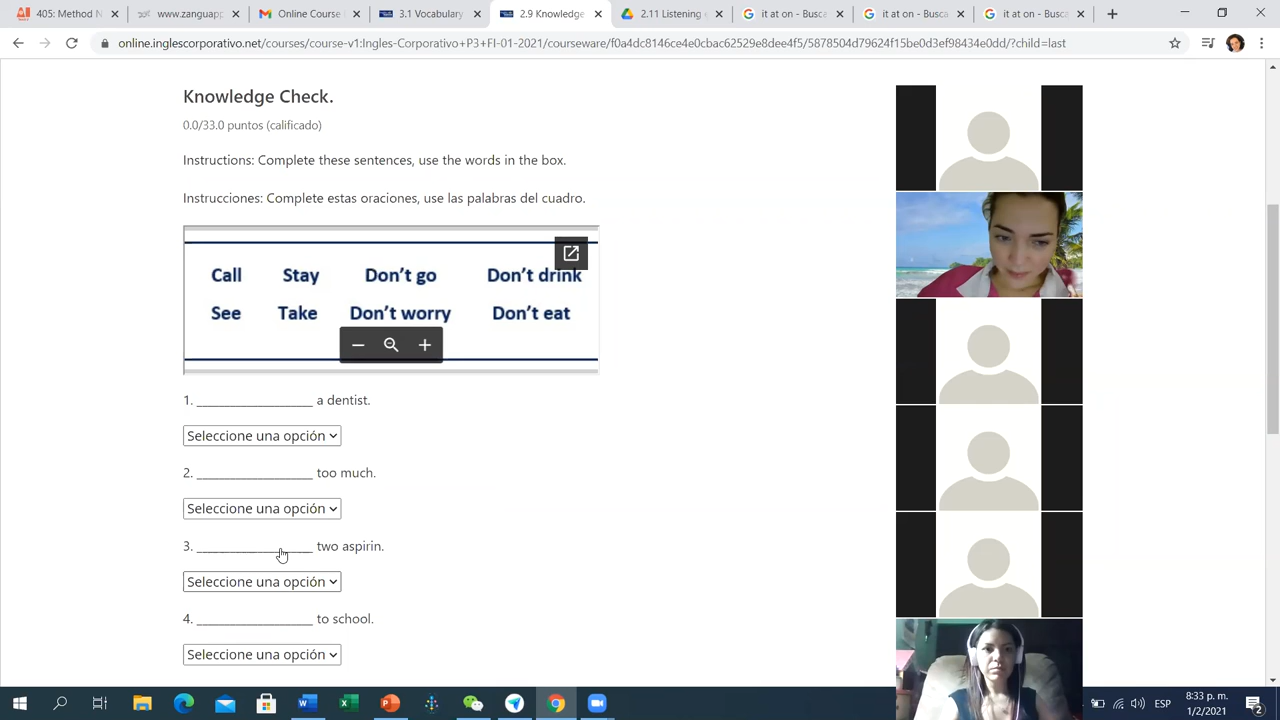 405: Method N
www.zangus
Online Course
3.1 Vocabulary
2.9 Knowledge
2.11 Listening
it at on - Busca
it at on - Busca
it at on - Busca
online.inglescorporativo.net/courses/course-v1:Ingles-Corporativo+P3+FI-01-2021/courseware/f0a4dc8146ce4e0cbac62529e8dee4f5/5878504d79624f15be0d3ef98434e0dd/?child=last
Knowledge Check.
0.0/33.0 puntos (calificado)
Instructions: Complete these sentences, use the words in the box.
Instrucciones: Complete estas oraciones, use las palabras del cuadro.
Call Stay Don't go Don't drink
See Take Don't worry Don't eat
1. ________________ a dentist.
Seleccione una opción
2. ________________ too much.
Seleccione una opción
3. ________________ two aspirin.
Seleccione una opción
4. ________________ to school.
Seleccione una opción
ESP
8:33 p. m.
1/2/2021
2